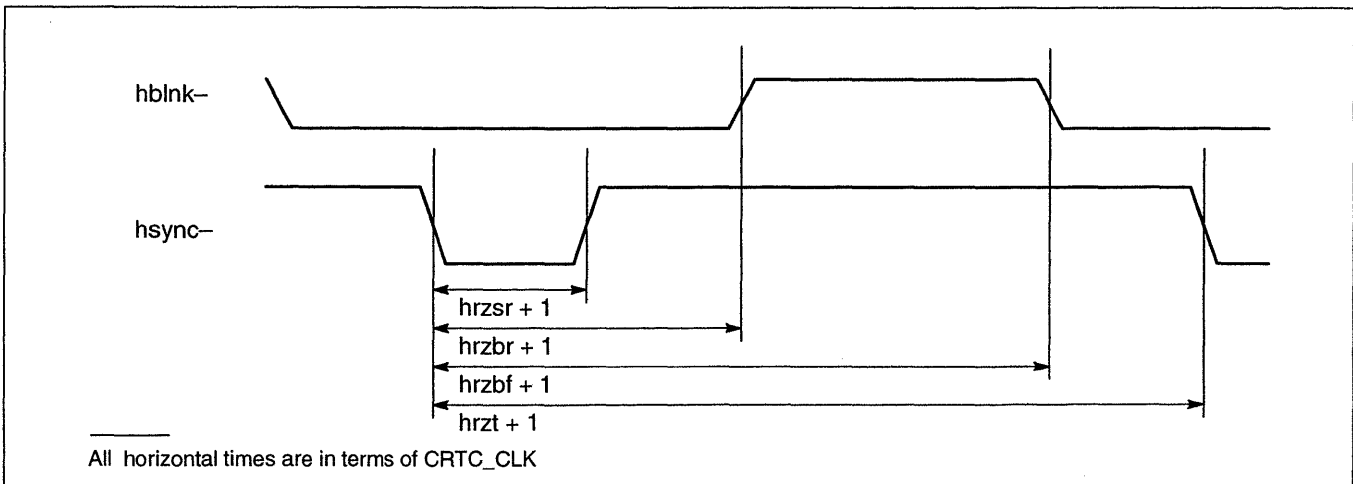 hblnk–
hsync–
hrzsr + 1
hrzbr + 1
hrzbf + 1
hrzt + 1
All horizontal times are in terms of CRTC_CLK